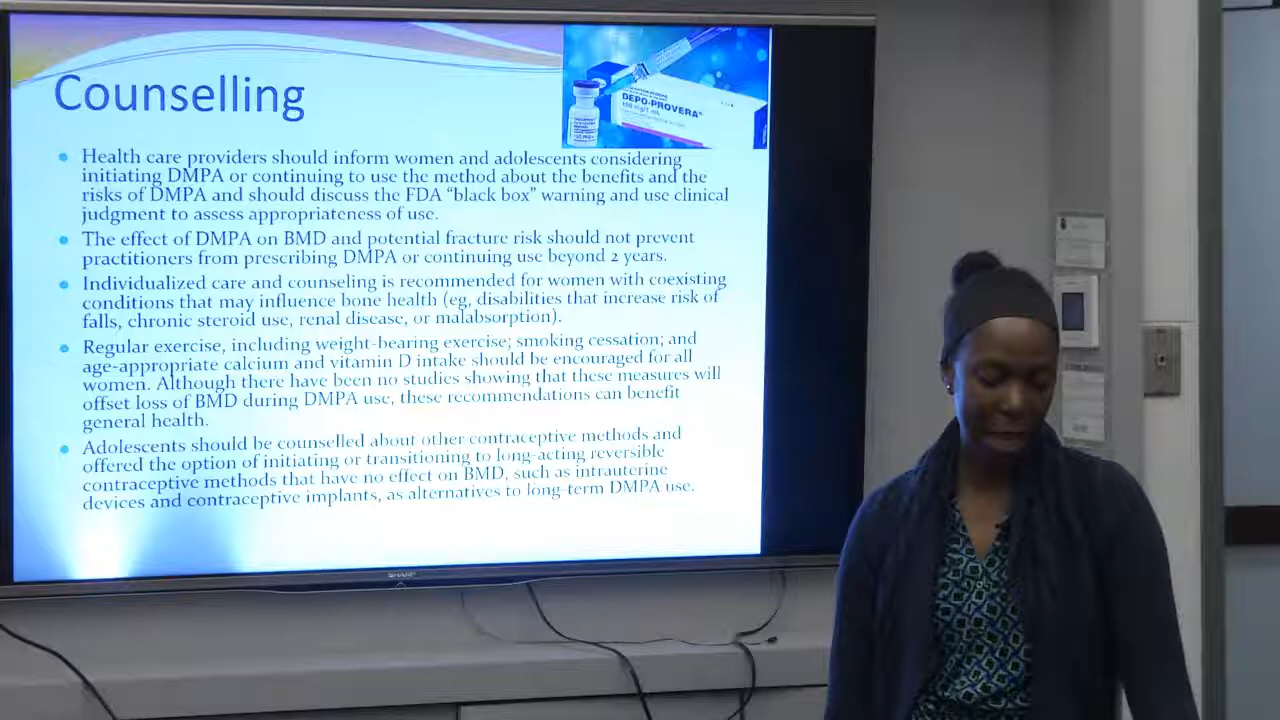 Counselling
DEPO-PROVERA®
Health care providers should inform women and adolescents considering
initiating DMPA or continuing to use the method about the benefits and the
risks of DMPA and should discuss the FDA “black box” warning and use clinical
judgment to assess appropriateness of use.
The effect of DMPA on BMD and potential fracture risk should not prevent
practitioners from prescribing DMPA or continuing use beyond 2 years.
Individualized care and counseling is recommended for women with coexisting
conditions that may influence bone health (eg, disabilities that increase risk of
falls, chronic steroid use, renal disease, or malabsorption).
Regular exercise, including weight-bearing exercise; smoking cessation; and
age-appropriate calcium and vitamin D intake should be encouraged for all
women. Although there have been no studies showing that these measures will
offset loss of BMD during DMPA use, these recommendations can benefit
general health.
Adolescents should be counselled about other contraceptive methods and
offered the option of initiating or transitioning to long-acting reversible
contraceptive methods that have no effect on BMD, such as intrauterine
devices and contraceptive implants, as alternatives to long-term DMPA use.
SHARP